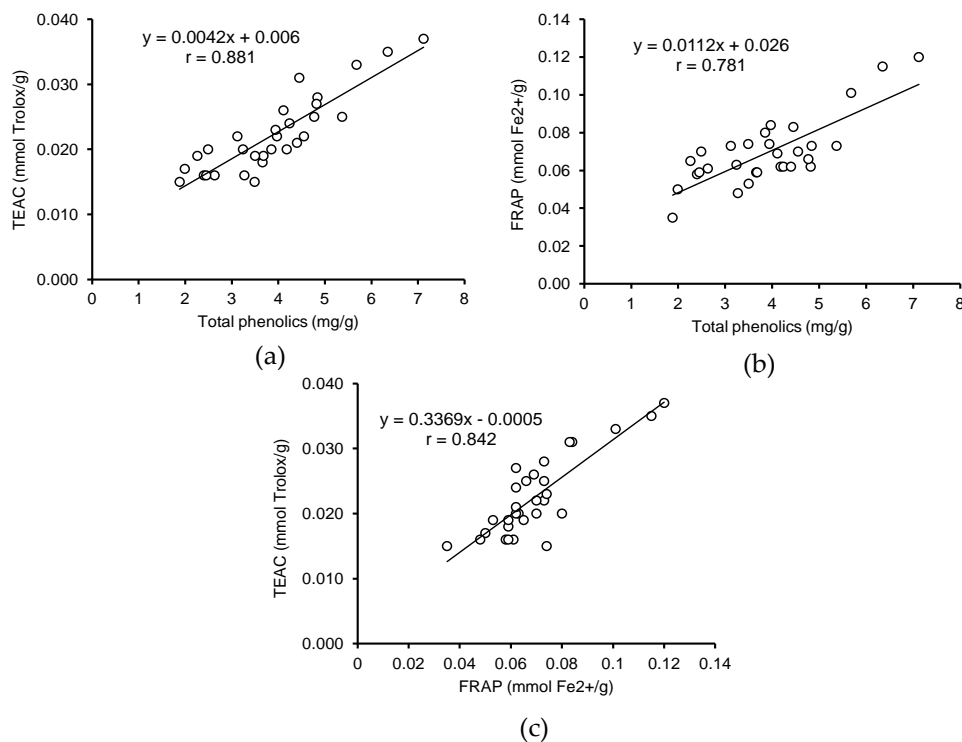 y = 0.0042x + 0.006
r = 0.881
TEAC (mmol Trolox/g)
0.040
0.030
0.020
0.010
0.000
0 1 2 3 4 5 6 7 8
Total phenolics (mg/g)
(a)
y = 0.0112x + 0.026
r = 0.781
FRAP (mmol Fe2+/g)
0.14
0.12
0.10
0.08
0.06
0.04
0.02
0.00
0 1 2 3 4 5 6 7 8
Total phenolics (mg/g)
(b)
y = 0.3369x - 0.0005
r = 0.842
TEAC (mmol Trolox/g)
0.040
0.030
0.020
0.010
0.000
0 0.02 0.04 0.06 0.08 0.1 0.12 0.14
FRAP (mmol Fe2+/g)
(c)